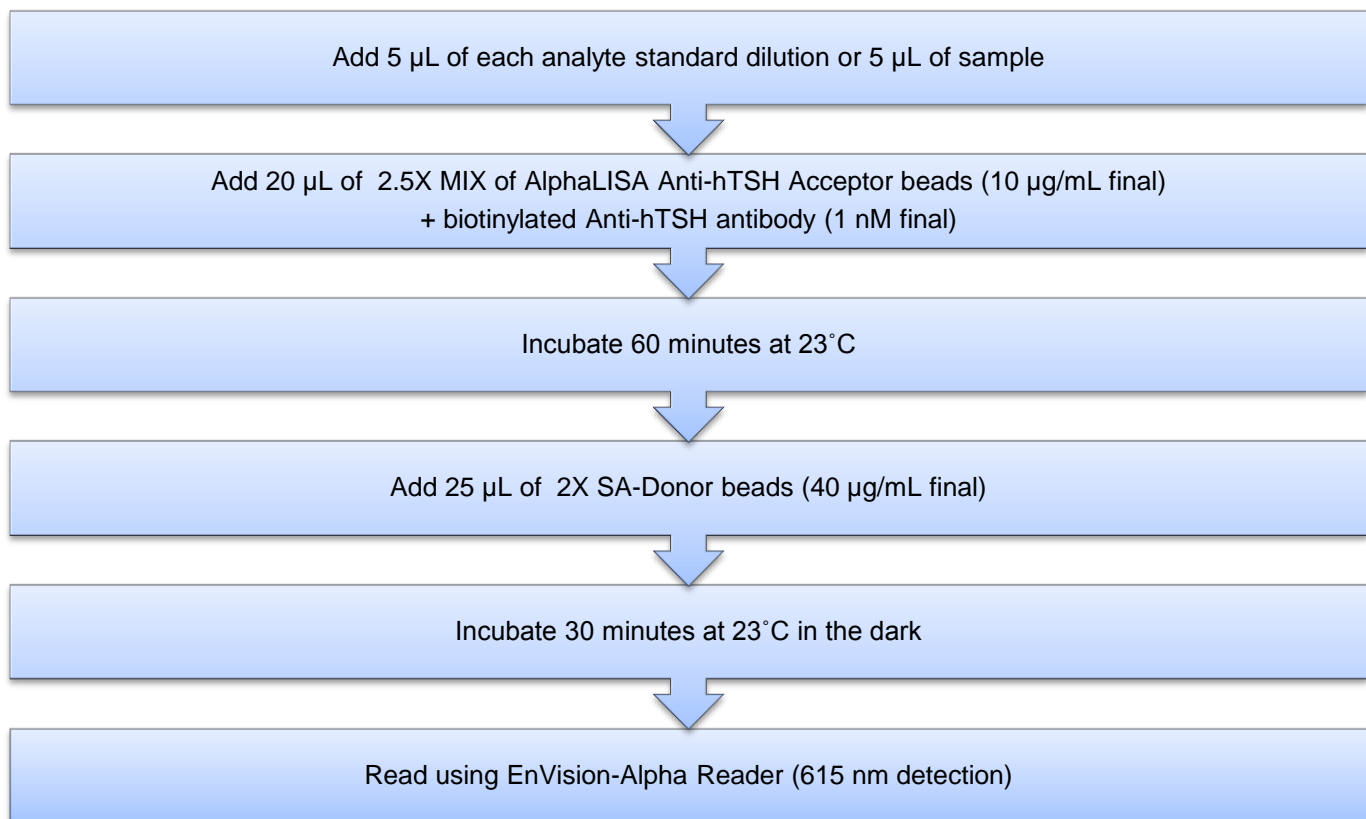 Add 5 µL of each analyte standard dilution or 5 µL of sample
Add 20 µL of  2.5X MIX of AlphaLISA Anti-hTSH Acceptor beads (10 µg/mL final)
+ biotinylated Anti-hTSH antibody (1 nM final)
Incubate 60 minutes at 23˚C
Add 25 µL of  2X SA-Donor beads (40 µg/mL final)
Incubate 30 minutes at 23˚C in the dark
Read using EnVision-Alpha Reader (615 nm detection)